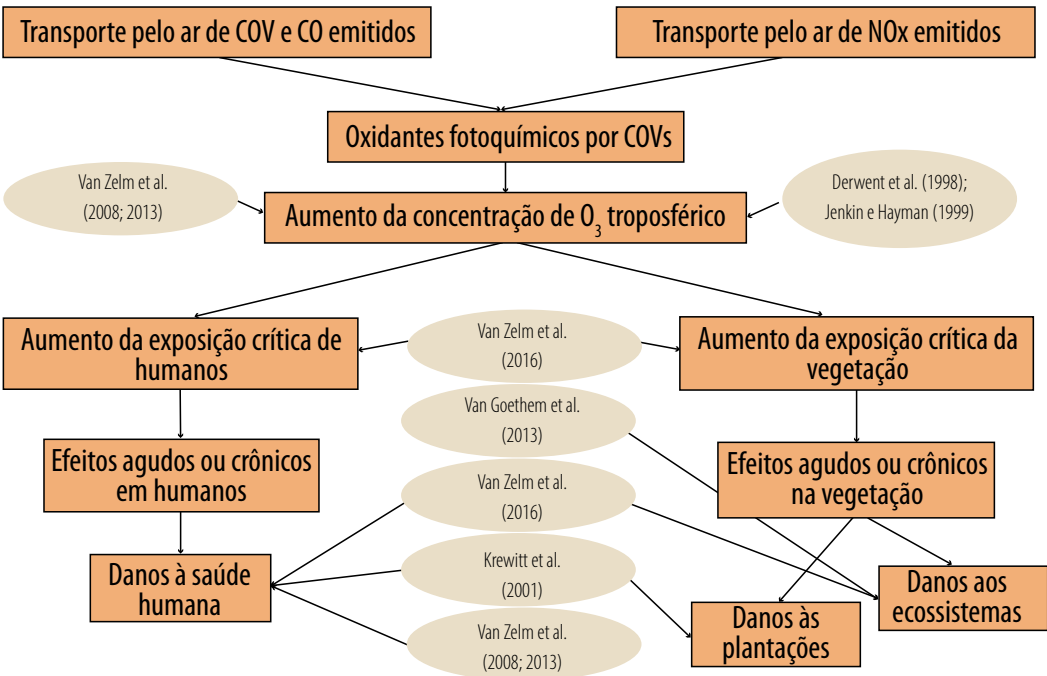 Transporte pelo ar de COV e CO emitidos
Transporte pelo ar de NOx emitidos
Oxidantes fotoquímicos por COVs
Van Zelm et al.
(2008; 2013)
Derwent et al. (1998);
Jenkin e Hayman (1999)
Aumento da concentração de O3 troposférico
Aumento da exposição crítica de
humanos
Van Zelm et al.
(2016)
Aumento da exposição crítica da
vegetação
Van Goethem et al.
(2013)
Efeitos agudos ou crônicos
em humanos
Efeitos agudos ou crônicos
na vegetação
Van Zelm et al.
(2016)
Danos à saúde
humana
Krewitt et al.
(2001)
Danos aos
ecossistemas
Danos às
plantações
Van Zelm et al.
(2008; 2013)